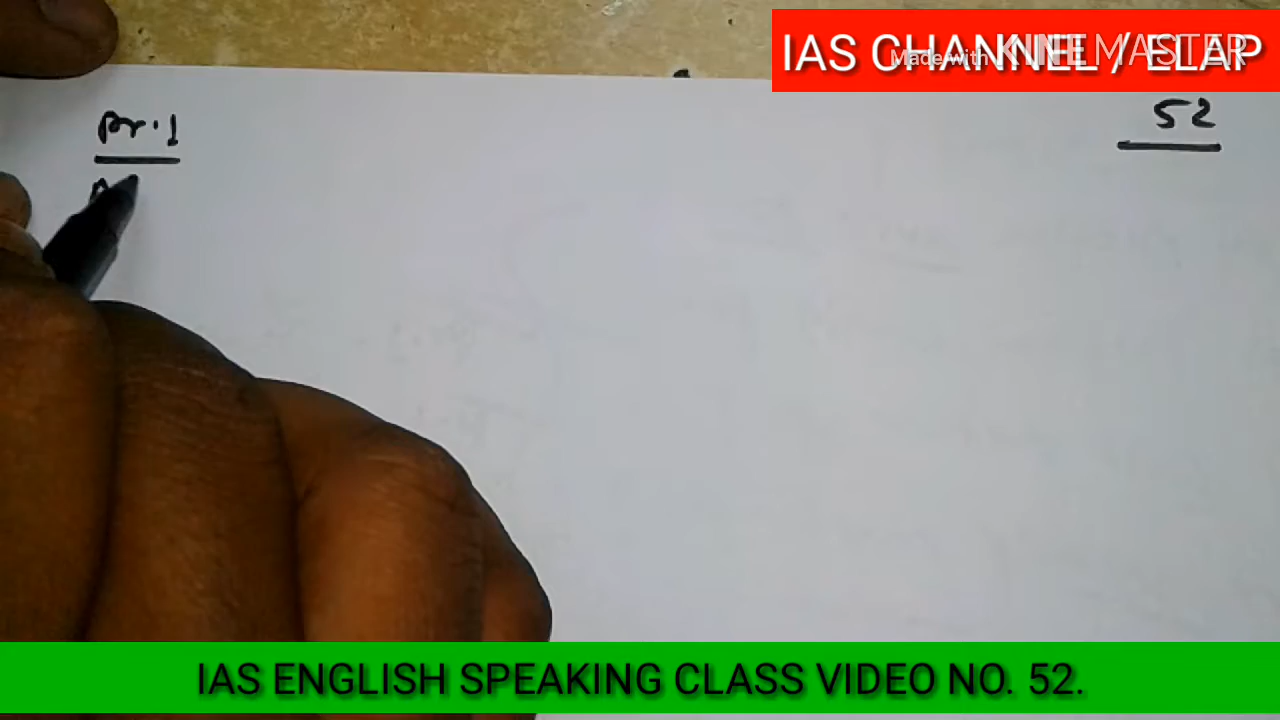 IAS CHANNEL / ELAP
Made with KINEMASTER
52
Pr.1
IAS ENGLISH SPEAKING CLASS VIDEO NO. 52.